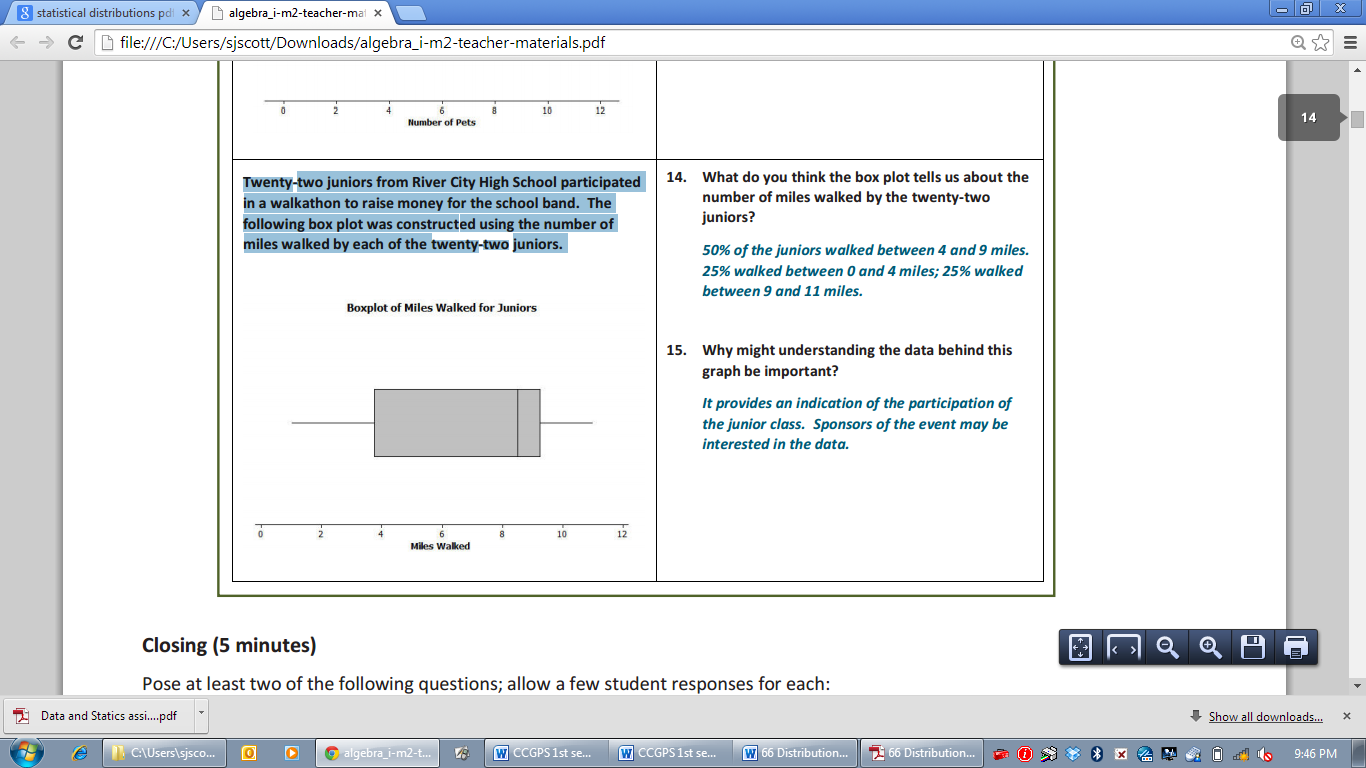 statistical distributions pdf
algebra_i-m2-teacher-mat
file:///C:/Users/sjscott/Downloads/algebra_i-m2-teacher-materials.pdf
0 2 4 6 8 10 12
Number of Pets
14
Twenty-two juniors from River City High School participated
in a walkathon to raise money for the school band. The
following box plot was constructed using the number of
miles walked by each of the twenty-two juniors.
Boxplot of Miles Walked for Juniors
0 2 4 6 8 10 12
Miles Walked
14. What do you think the box plot tells us about the
number of miles walked by the twenty-two
juniors?
50% of the juniors walked between 4 and 9 miles.
25% walked between 0 and 4 miles; 25% walked
between 9 and 11 miles.
15. Why might understanding the data behind this
graph be important?
It provides an indication of the participation of
the junior class. Sponsors of the event may be
interested in the data.
Closing (5 minutes)
Pose at least two of the following questions; allow a few student responses for each:
Data and Statics assi....pdf
Show all downloads...
C:\Users\sjsco...
algebra_i-m2-t...
CCGPS 1st se...
CCGPS 1st se...
66 Distribution...
66 Distribution...
9:46 PM